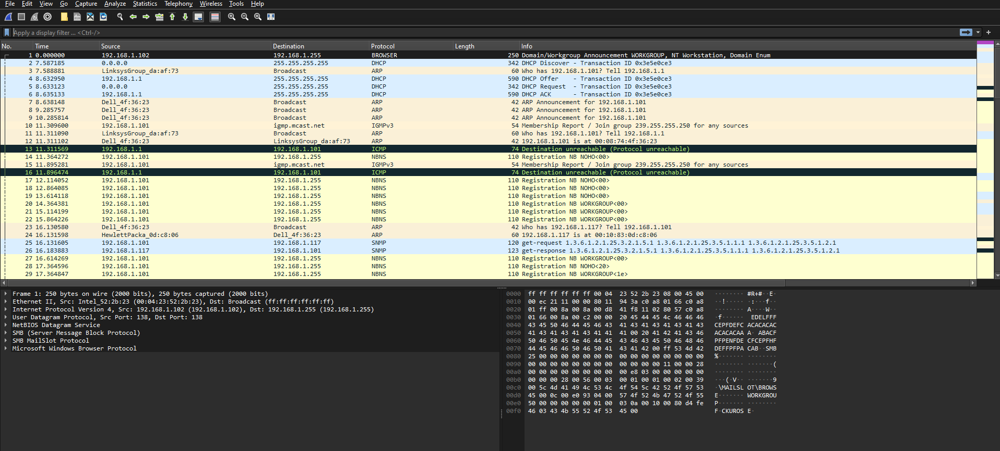 File Edit View Go Capture Analyze Statistics Telephony Wireless Tools Help
Apply a display filter ... <Ctrl-/>
No. Time Source Destination Protocol Length Info
1 0.000000 192.168.1.102 192.168.1.255 BROWSER 250 Domain/Workgroup Announcement WORKGROUP, NT Workstation, Domain Enum
2 7.587185 0.0.0.0 255.255.255.255 DHCP 342 DHCP Discover - Transaction ID 0x3e5e0ce3
3 7.588881 LinksysGroup_da:af:73 Broadcast ARP 60 Who has 192.168.1.101? Tell 192.168.1.1
4 8.632950 192.168.1.1 255.255.255.255 DHCP 590 DHCP Offer - Transaction ID 0x3e5e0ce3
5 8.633123 0.0.0.0 255.255.255.255 DHCP 342 DHCP Request - Transaction ID 0x3e5e0ce3
6 8.635133 192.168.1.1 255.255.255.255 DHCP 590 DHCP ACK - Transaction ID 0x3e5e0ce3
7 8.638148 Dell_4f:36:23 Broadcast ARP 42 ARP Announcement for 192.168.1.101
8 9.285757 Dell_4f:36:23 Broadcast ARP 42 ARP Announcement for 192.168.1.101
9 10.285814 Dell_4f:36:23 Broadcast ARP 42 ARP Announcement for 192.168.1.101
10 11.309600 192.168.1.101 igmp.mcast.net IGMPv3 54 Membership Report / Join group 239.255.255.250 for any sources
11 11.311090 LinksysGroup_da:af:73 Broadcast ARP 60 Who has 192.168.1.101? Tell 192.168.1.1
12 11.311102 Dell_4f:36:23 LinksysGroup_da:af:73 ARP 42 192.168.1.101 is at 00:08:74:4f:36:23
13 11.311569 192.168.1.1 192.168.1.101 ICMP 74 Destination unreachable (Protocol unreachable)
14 11.364272 192.168.1.101 192.168.1.255 NBNS 110 Registration NB NOHO<00>
15 11.895281 192.168.1.101 igmp.mcast.net IGMPv3 54 Membership Report / Join group 239.255.255.250 for any sources
16 11.896474 192.168.1.1 192.168.1.101 ICMP 74 Destination unreachable (Protocol unreachable)
17 12.114052 192.168.1.101 192.168.1.255 NBNS 110 Registration NB NOHO<00>
18 12.864085 192.168.1.101 192.168.1.255 NBNS 110 Registration NB NOHO<00>
19 13.614118 192.168.1.101 192.168.1.255 NBNS 110 Registration NB NOHO<00>
20 14.364381 192.168.1.101 192.168.1.255 NBNS 110 Registration NB WORKGROUP<00>
21 15.114199 192.168.1.101 192.168.1.255 NBNS 110 Registration NB WORKGROUP<00>
22 15.864226 192.168.1.101 192.168.1.255 NBNS 110 Registration NB WORKGROUP<00>
23 16.130580 Dell_4f:36:23 Broadcast ARP 42 Who has 192.168.1.117? Tell 192.168.1.101
24 16.131598 HewlettPacka_0d:c8:06 Dell_4f:36:23 ARP 60 192.168.1.117 is at 00:10:83:0d:c8:06
25 16.131605 192.168.1.101 192.168.1.117 SNMP 120 get-request 1.3.6.1.2.1.25.3.2.1.5.1 1.3.6.1.2.1.25.3.5.1.1.1 1.3.6.1.2.1.25.3.5.1.2.1
26 16.183883 192.168.1.117 192.168.1.101 SNMP 123 get-response 1.3.6.1.2.1.25.3.2.1.5.1 1.3.6.1.2.1.25.3.5.1.1.1 1.3.6.1.2.1.25.3.5.1.2.1
27 16.614269 192.168.1.101 192.168.1.255 NBNS 110 Registration NB WORKGROUP<00>
28 17.364596 192.168.1.101 192.168.1.255 NBNS 110 Registration NB NOHO<20>
29 17.364847 192.168.1.101 192.168.1.255 NBNS 110 Registration NB WORKGROUP<1e>
Frame 1: 250 bytes on wire (2000 bits), 250 bytes captured (2000 bits)
Ethernet II, Src: Intel_52:2b:23 (00:04:23:52:2b:23), Dst: Broadcast (ff:ff:ff:ff:ff:ff)
Internet Protocol Version 4, Src: 192.168.1.102 (192.168.1.102), Dst: 192.168.1.255 (192.168.1.255)
User Datagram Protocol, Src Port: 138, Dst Port: 138
NetBIOS Datagram Service
SMB (Server Message Block Protocol)
SMB MailSlot Protocol
Microsoft Windows Browser Protocol
0000 ff ff ff ff ff ff 00 04 23 52 2b 23 08 00 45 00 ········ #R+#··E·
0010 00 ec 21 11 00 00 80 11 94 3a c0 a8 01 66 c0 a8 ··!····· ·:···f··
0020 01 ff 00 8a 00 8a 00 d8 41 f8 11 02 80 57 c0 a8 ········ A····W··
0030 01 66 00 8a 00 c2 00 00 20 45 44 45 4c 46 46 46 ·f······ EDELFFF
0040 43 45 50 46 44 45 46 43 41 43 41 43 41 43 41 43 CEPFDEFC ACACACAC
0050 41 43 41 43 41 43 41 41 00 20 41 42 41 43 46 ACACACAA · ABACF
0060 50 46 50 45 4e 46 44 45 43 46 43 45 50 46 48 46 PFPENFDE CFCEPFHF
0070 44 45 46 46 50 46 50 41 43 41 42 00 ff 53 4d 42 DEFFPFPA CAB··SMB
0080 25 00 00 00 00 00 00 00 00 00 00 00 00 00 00 00 %······· ········
0090 00 00 00 00 00 00 00 00 00 00 00 00 11 00 00 28 ········ ·······(
00a0 00 00 00 00 00 00 00 00 00 e8 03 00 00 00 00 00 ········ ········
00b0 00 00 00 28 00 56 00 03 00 01 00 01 00 02 00 39 ···(·V·· ·······9
00c0 00 5c 4d 41 49 4c 53 4c 4f 54 5c 42 52 4f 57 53 ·\MAILSL OT\BROWS
00d0 45 00 0c 00 e0 93 04 00 57 4f 52 4b 47 52 4f 55 E······· WORKGROU
00e0 50 00 00 00 00 00 01 00 03 0a 00 10 00 80 d4 fe P······· ········
00f0 46 03 43 4b 55 52 4f 53 45 00 F·CKUROS E·